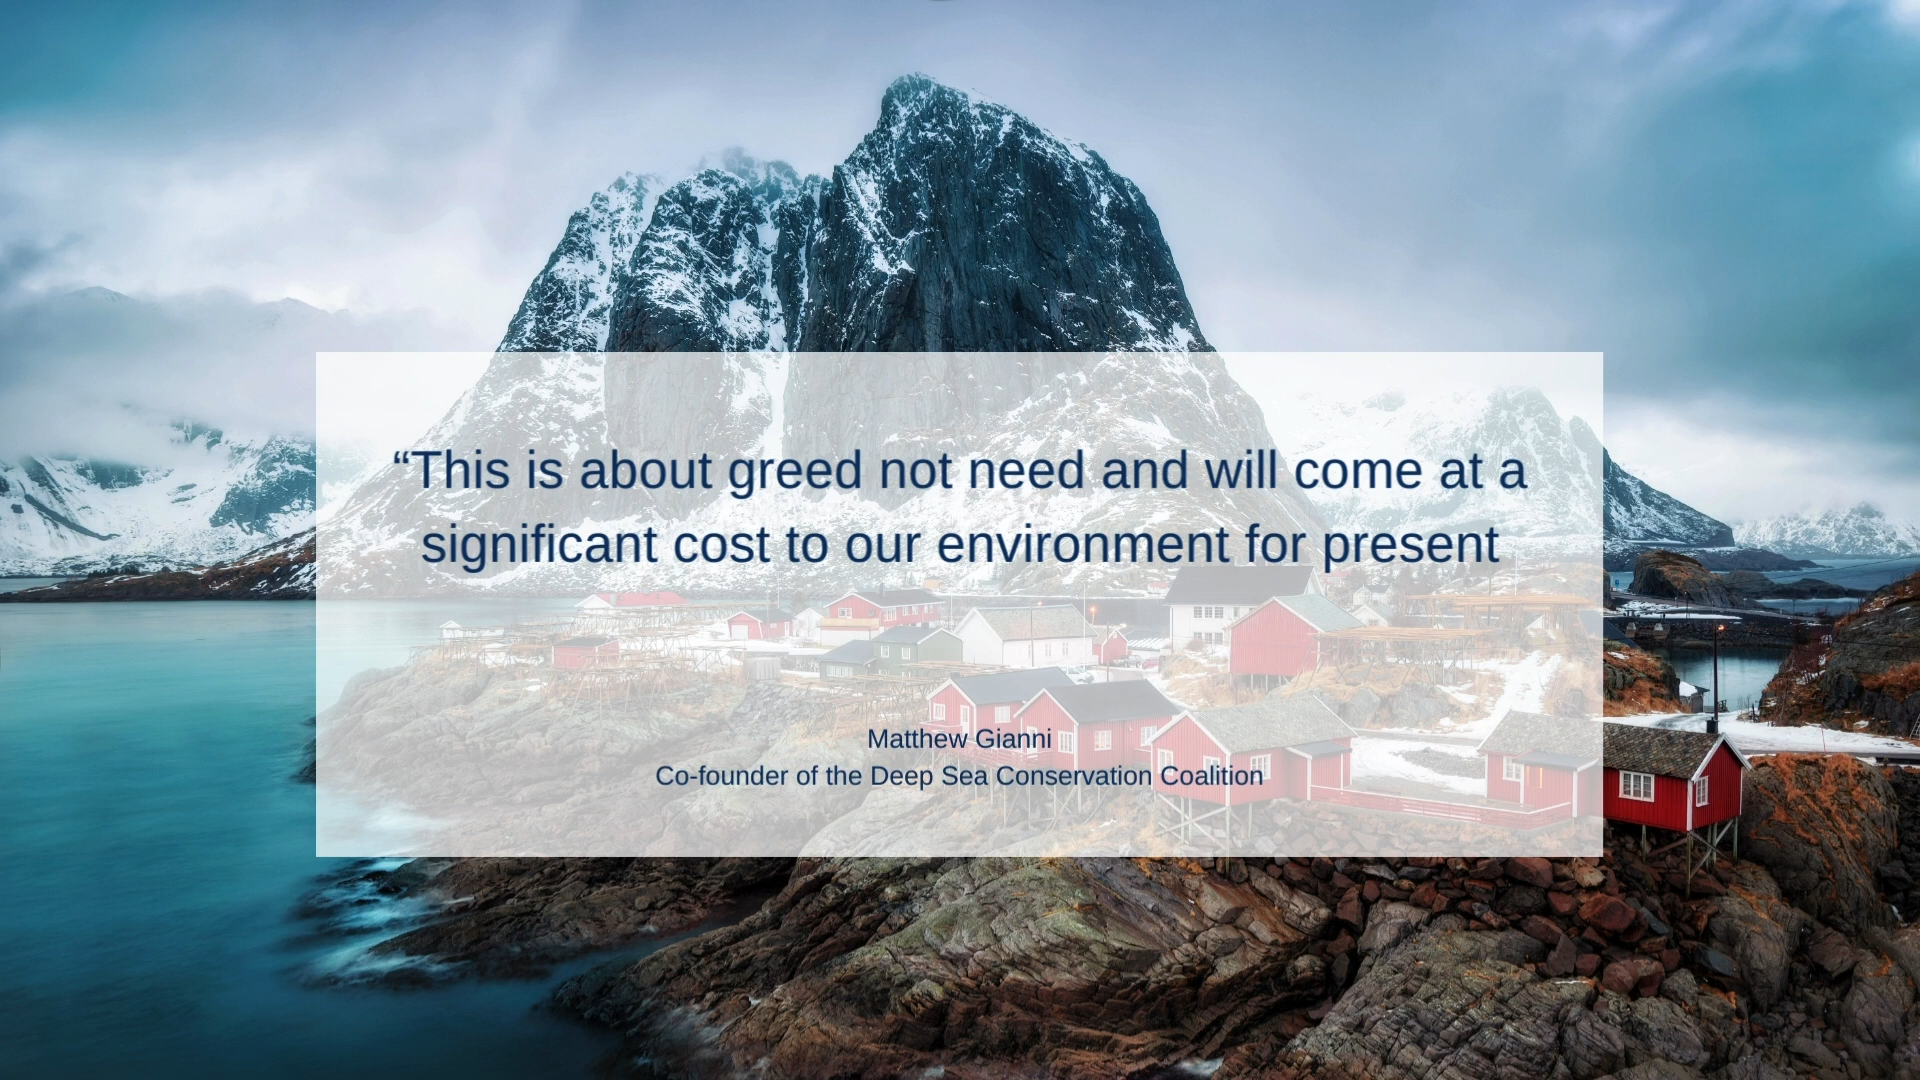 “This is about greed not need and will come at a
significant cost to our environment for present
Matthew Gianni
Co-founder of the Deep Sea Conservation Coalition